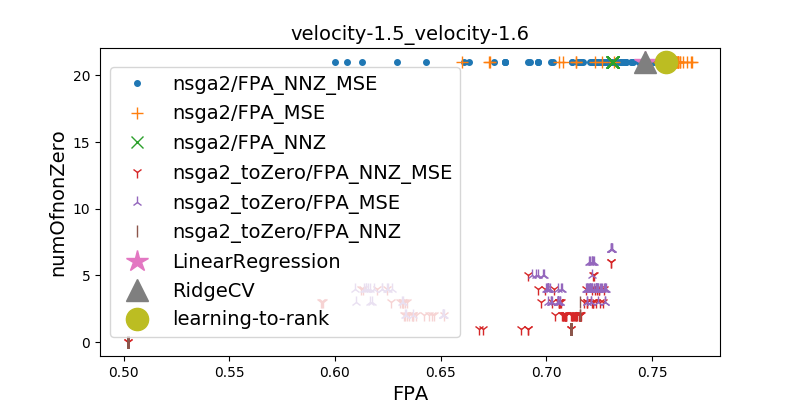 velocity-1.5_velocity-1.6
numOfnonZero
20
15
10
5
0
nsga2/FPA_NNZ_MSE
nsga2/FPA_MSE
nsga2/FPA_NNZ
nsga2_toZero/FPA_NNZ_MSE
nsga2_toZero/FPA_MSE
nsga2_toZero/FPA_NNZ
LinearRegression
RidgeCV
learning-to-rank
0.50 0.55 0.60 0.65 0.70 0.75
FPA